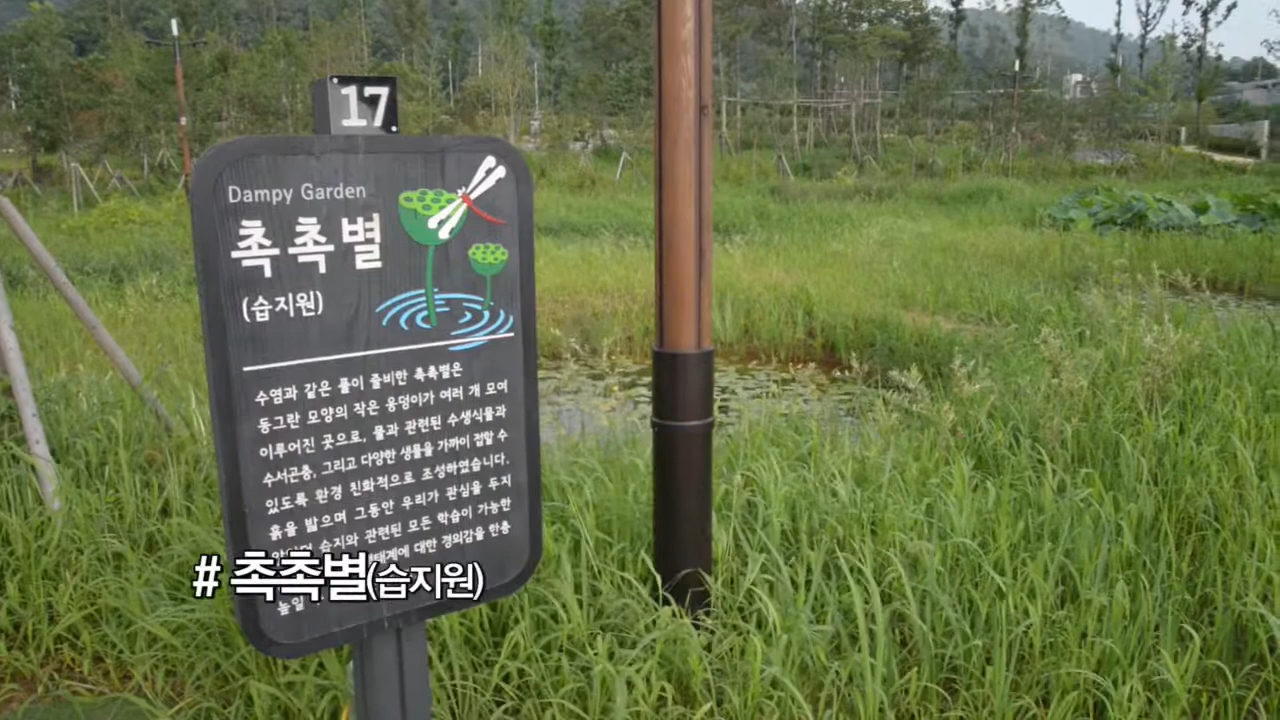 17
Dampy Garden
촉촉별
(습지원)
수염과 같은 풀이 즐비한 촉촉별은
동그란 모양의 작은 웅덩이가 여러 개 모여
이루어진 곳으로, 물과 관련된 수생식물과
수서곤충, 그리고 다양한 생물을 가까이 접할 수
있도록 환경 친화적으로 조성하였습니다.
흙을 밟으며 그동안 우리가 관심을 두지
습지와 관련된 모든 학습이 가능한
대한 경외감을 한층
높일
# 촉촉별(습지원)